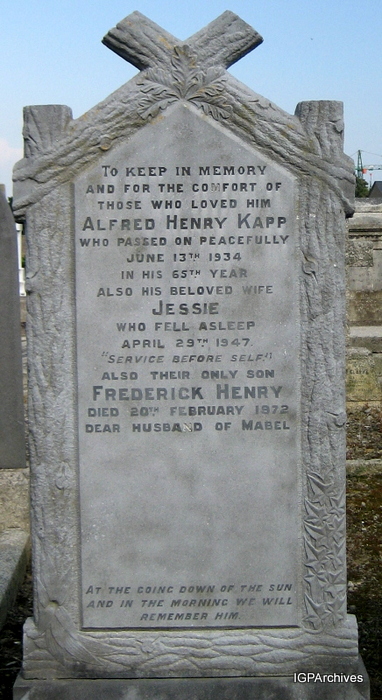 TO KEEP IN MEMORY
AND FOR THE COMFORT OF
THOSE WHO LOVED HIM
ALFRED HENRY KAPP
WHO PASSED ON PEACEFULLY
JUNE 13TH 1934
IN HIS 65TH YEAR
ALSO HIS BELOVED WIFE
JESSIE
WHO FELL ASLEEP
APRIL 29TH 1947.
"SERVICE BEFORE SELF."
ALSO THEIR ONLY SON
FREDERICK HENRY
DIED 20TH FEBRUARY 1972
DEAR HUSBAND OF MABEL
AT THE GOING DOWN OF THE SUN
AND IN THE MORNING WE WILL
REMEMBER HIM.
IGPArchives